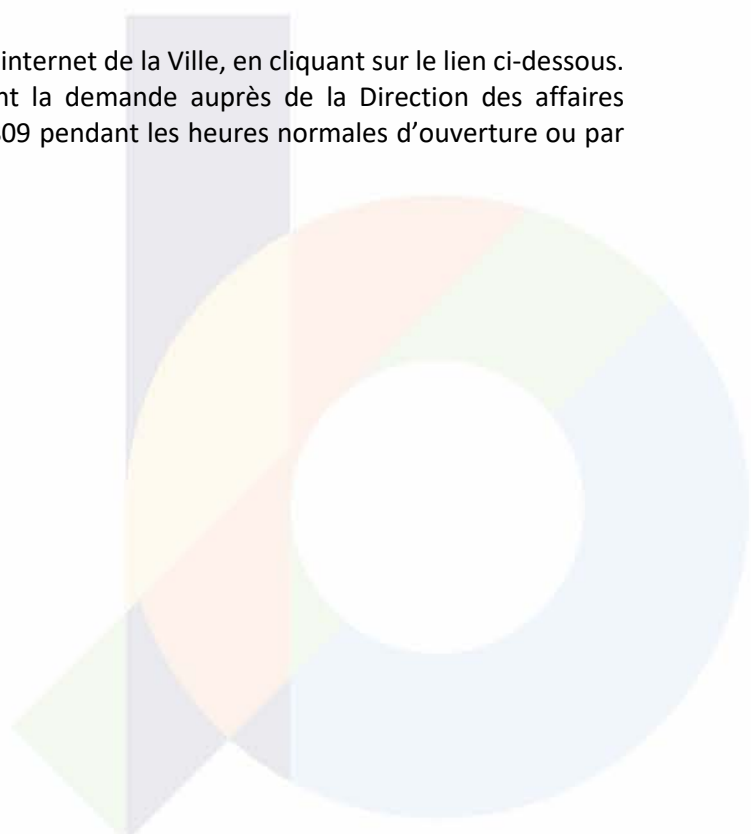 internet de la Ville, en cliquant sur le lien ci-dessous.
la demande auprès de la Direction des affaires
09 pendant les heures normales d’ouverture ou par